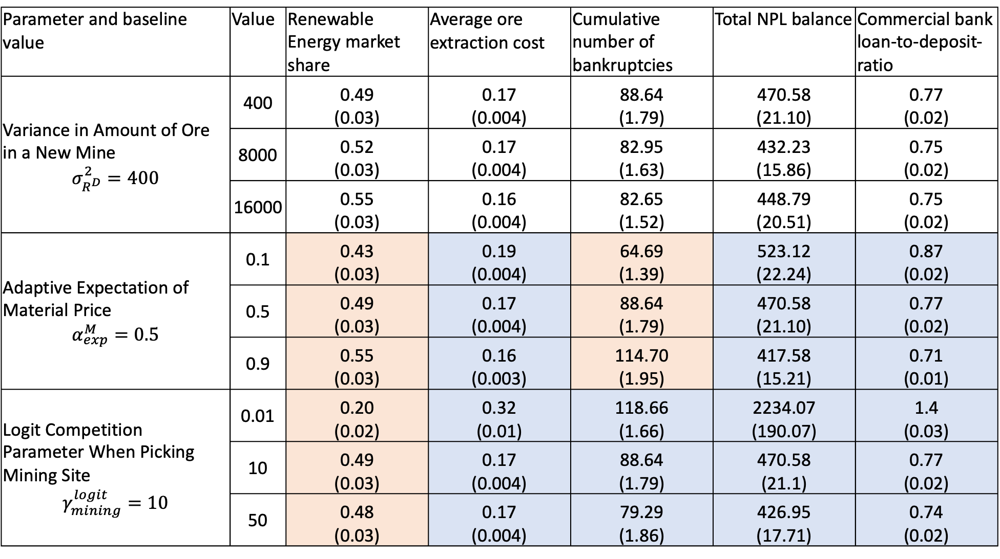 Parameter and baseline value | Value | Renewable Energy market share | Average ore extraction cost | Cumulative number of bankruptcies | Total NPL balance | Commercial bank loan-to-deposit-ratio
Variance in Amount of Ore in a New Mine
σ²_{R^D} = 400
400 | 0.49 | 0.17 | 88.64 | 470.58 | 0.77
(0.03) | (0.004) | (1.79) | (21.10) | (0.02)
8000 | 0.52 | 0.17 | 82.95 | 432.23 | 0.75
(0.03) | (0.004) | (1.63) | (15.86) | (0.02)
16000 | 0.55 | 0.16 | 82.65 | 448.79 | 0.75
(0.03) | (0.004) | (1.52) | (20.51) | (0.02)
Adaptive Expectation of Material Price
α^M_{exp} = 0.5
0.1 | 0.43 | 0.19 | 64.69 | 523.12 | 0.87
(0.03) | (0.004) | (1.39) | (22.24) | (0.02)
0.5 | 0.49 | 0.17 | 88.64 | 470.58 | 0.77
(0.03) | (0.004) | (1.79) | (21.10) | (0.02)
0.9 | 0.55 | 0.16 | 114.70 | 417.58 | 0.71
(0.03) | (0.003) | (1.95) | (15.21) | (0.01)
Logit Competition Parameter When Picking Mining Site
γ^{logit}_{mining} = 10
0.01 | 0.20 | 0.32 | 118.66 | 2234.07 | 1.4
(0.02) | (0.01) | (1.66) | (190.07) | (0.03)
10 | 0.49 | 0.17 | 88.64 | 470.58 | 0.77
(0.03) | (0.004) | (1.79) | (21.1) | (0.02)
50 | 0.48 | 0.17 | 79.29 | 426.95 | 0.74
(0.03) | (0.004) | (1.86) | (17.71) | (0.02)